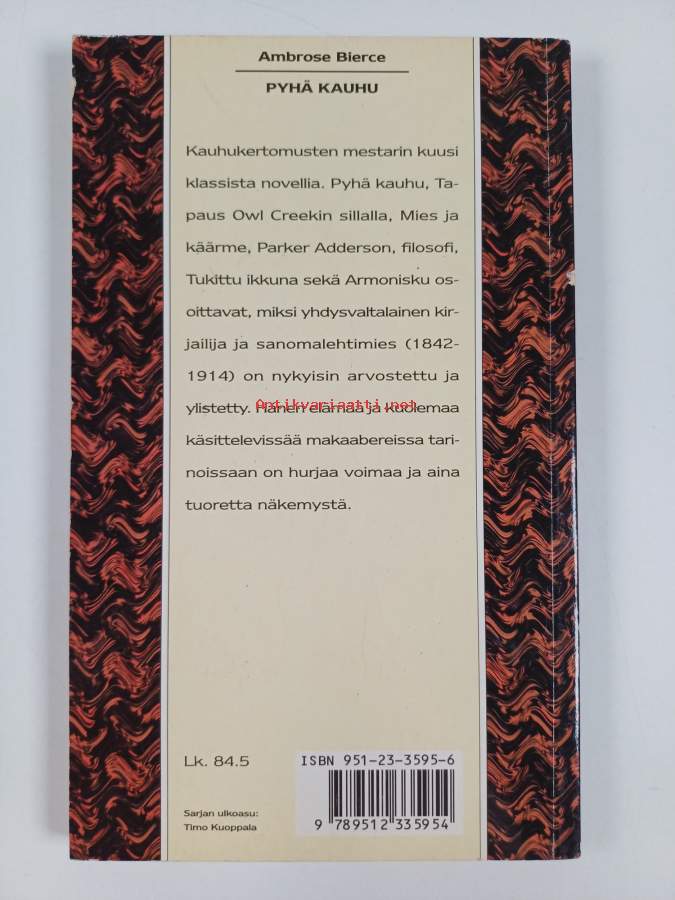 Ambrose Bierce
PYHÄ KAUHU
Kauhukertomusten mestarin kuusi
klassista novellia. Pyhä kauhu, Ta-
paus Owl Creekin sillalla, Mies ja
käärme, Parker Adderson, filosofi,
Tukittu ikkuna sekä Armonisku os-
oittavat, miksi yhdysvaltalainen kir-
jailija ja sanomalehtimies (1842-
1914) on nykyisin arvostettu ja
ylistetty. Hänen elämää ja kuolemaa
Antikvariaatti.net
käsittelevissää makaabereissa tari-
noissaan on hurjaa voimaa ja aina
tuoretta näkemystä.
Lk. 84.5
ISBN 951-23-3595-6
9 789512 335954
Sarjan ulkoasu:
Timo Kuoppala